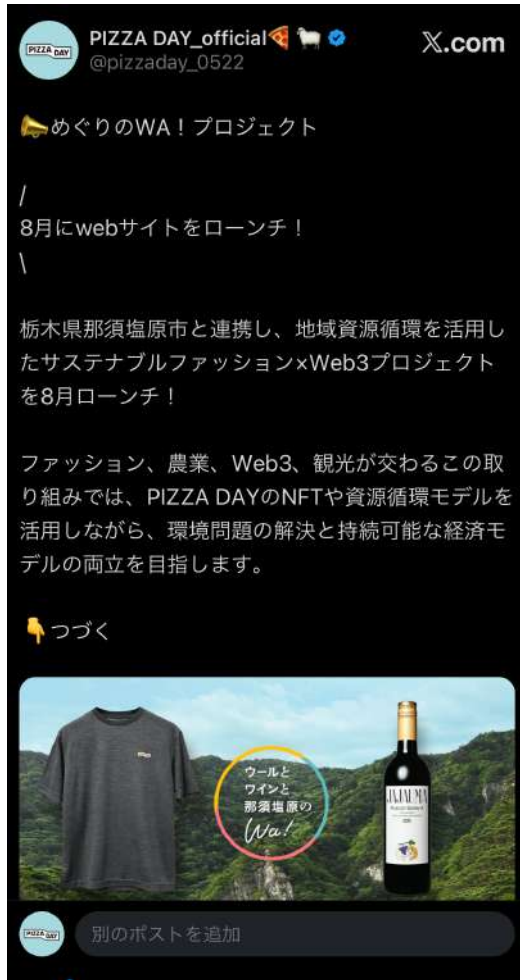 PIZZA DAY_official🍕🐑
X.com
@pizzaday_0522
📣めぐりのWA！プロジェクト
/
8月にwebサイトをローンチ！
\
栃木県那須塩原市と連携し、地域資源循環を活用し
たサステナブルファッション×Web3プロジェクト
を8月ローンチ！
ファッション、農業、Web3、観光が交わるこの取
り組みでは、PIZZA DAYのNFTや資源循環モデルを
活用しながら、環境問題の解決と持続可能な経済モ
デルの両立を目指します。
👇つづく
ウールと
ワインと
那須塩原の
Wa!
別のポストを追加
PIZZA DAY